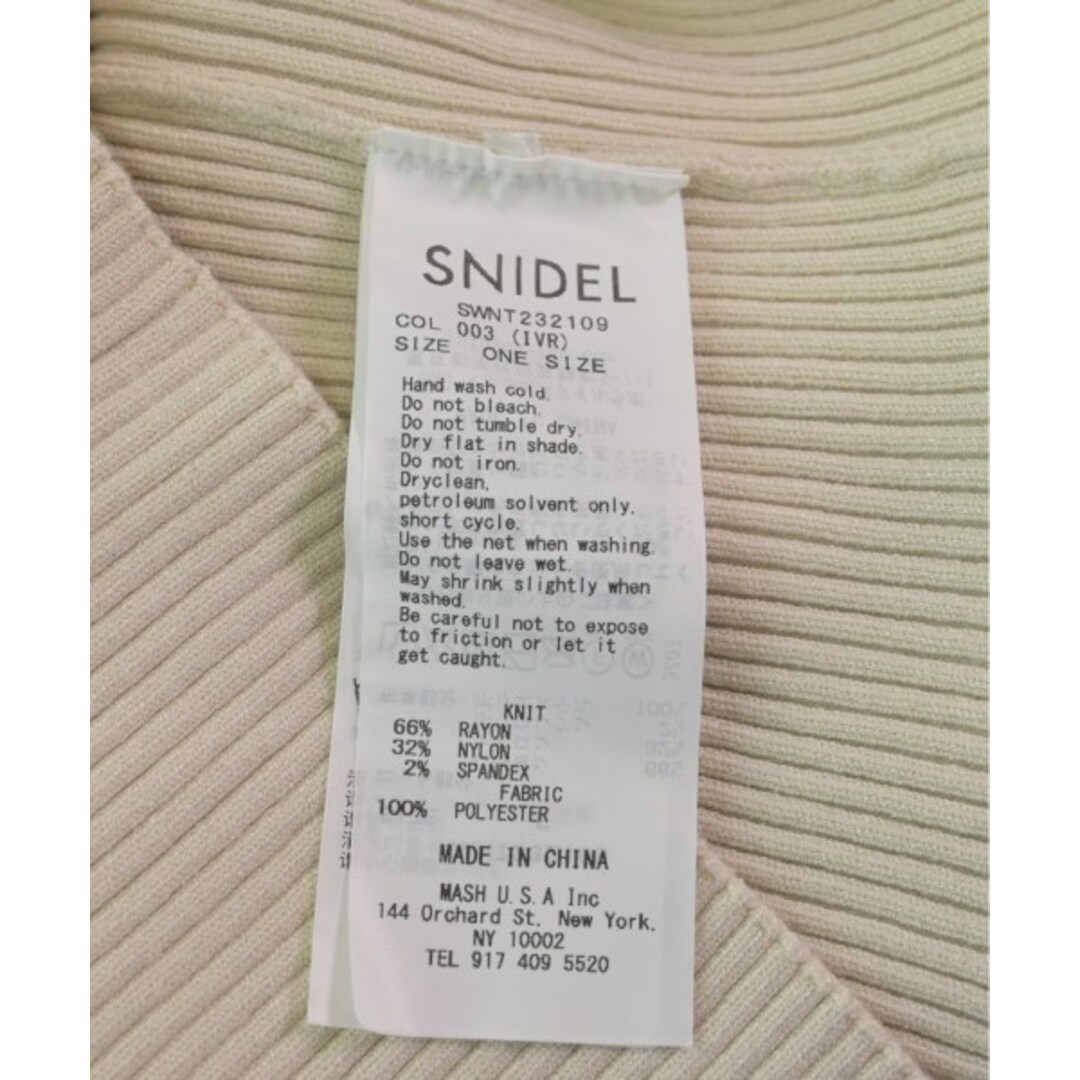 SNIDEL
SWNT232109
COL 003 (IVR)
SIZE ONE SIZE
Hand wash cold.
Do not bleach.
Do not tumble dry.
Dry flat in shade.
Do not iron.
Dryclean,
petroleum solvent only.
short cycle.
Use the net when washing.
Do not leave wet.
May shrink slightly when
washed.
Be careful not to expose
to friction or let it
get caught.
KNIT
66% RAYON
32% NYLON
2% SPANDEX
FABRIC
100% POLYESTER
MADE IN CHINA
MASH U.S.A Inc
144 Orchard St. New York.
NY 10002
TEL 917 409 5520